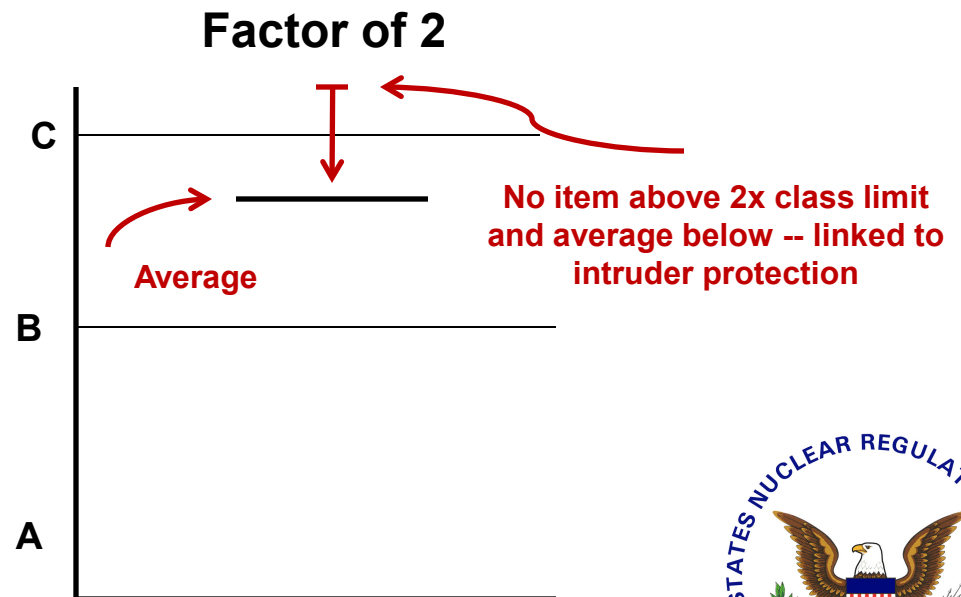 Factor of 2
C
No item above 2x class limit
and average below -- linked to
intruder protection
Average
B
A
STATES NUCLEAR